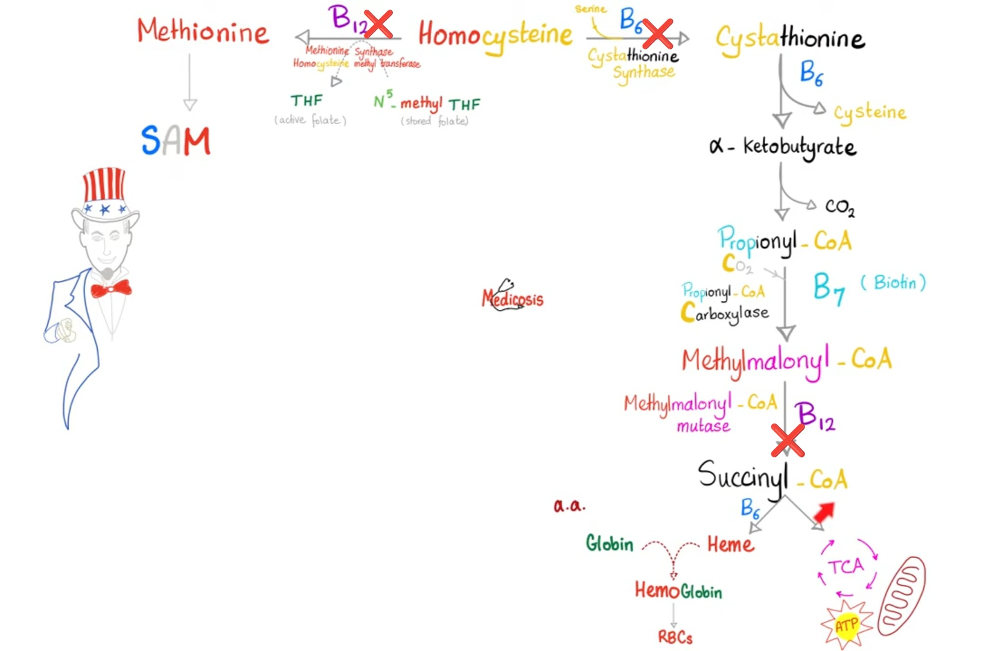 Methionine
B12
Homocysteine
Serine
B6
Cystathionine
Methionine Synthase
Homocysteine methyl transferase
Cystathionine
Synthase
B6
THF
(active folate)
N5- methyl THF
(stored folate)
Cysteine
SAM
α - ketobutyrate
CO2
Propionyl - CoA
CO2
B7 (Biotin)
Propionyl - CoA
Carboxylase
Medicosis
Methylmalonyl - CoA
Methylmalonyl - CoA
mutase
B12
Succinyl - CoA
a.a.
B6
Globin
Heme
TCA
HemoGlobin
ATP
RBCs